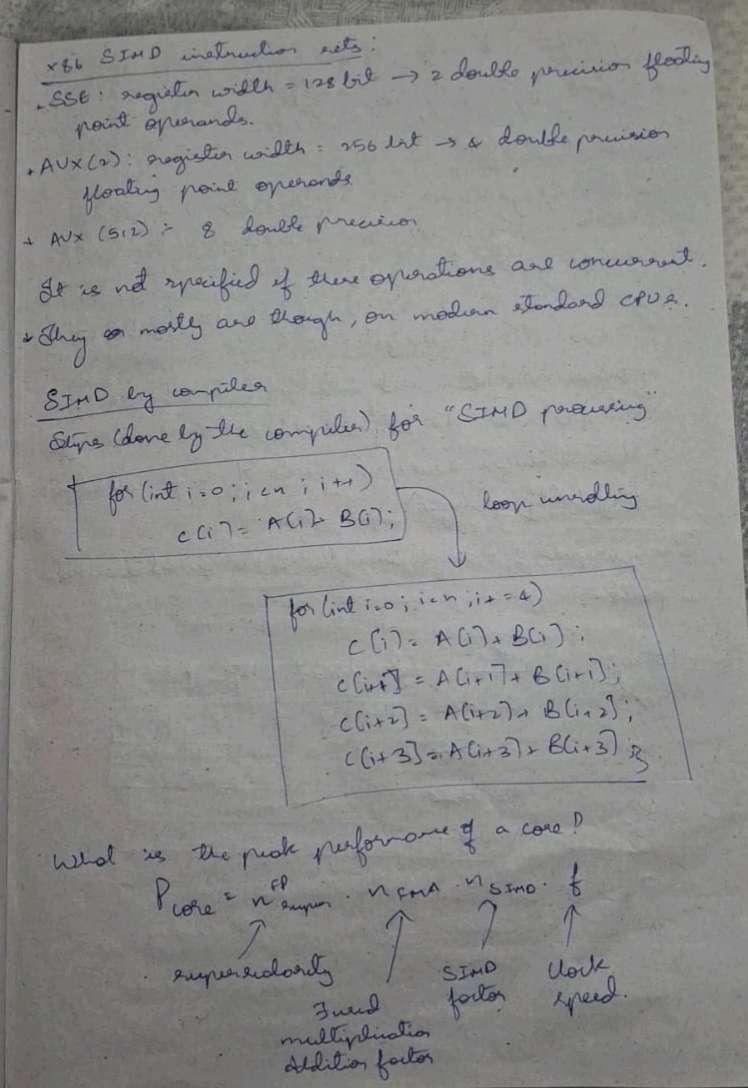 x86 SIMD instruction sets:
. SSE: register width = 128 bit → 2 double precision floating
point operands.
. AVX(2): register width = 256 bit → 4 double precision
floating point operands
+ AVX (512) :- 8 double precision
It is not specified if these operations are concurrent.
* They mostly are though, on modern standard CPUs.
SIMD by compiler
Steps (done by the compiler) for "SIMD processing"
for (int i=0; i<n; i++)
C[i] = A[i] + B[i];
loop unrolling
for (int i=0; i<n; i+=4)
C[i] = A[i] + B[i];
C[i+1] = A[i+1] + B[i+1];
C[i+2] = A[i+2] + B[i+2];
C[i+3] = A[i+3] + B[i+3];}
What is the peak performance of a core?
P core = n FP super . n FMA . n SIMD . f
superscalarity
SIMD factor
Clock speed.
Fused
multiplication
Addition factor